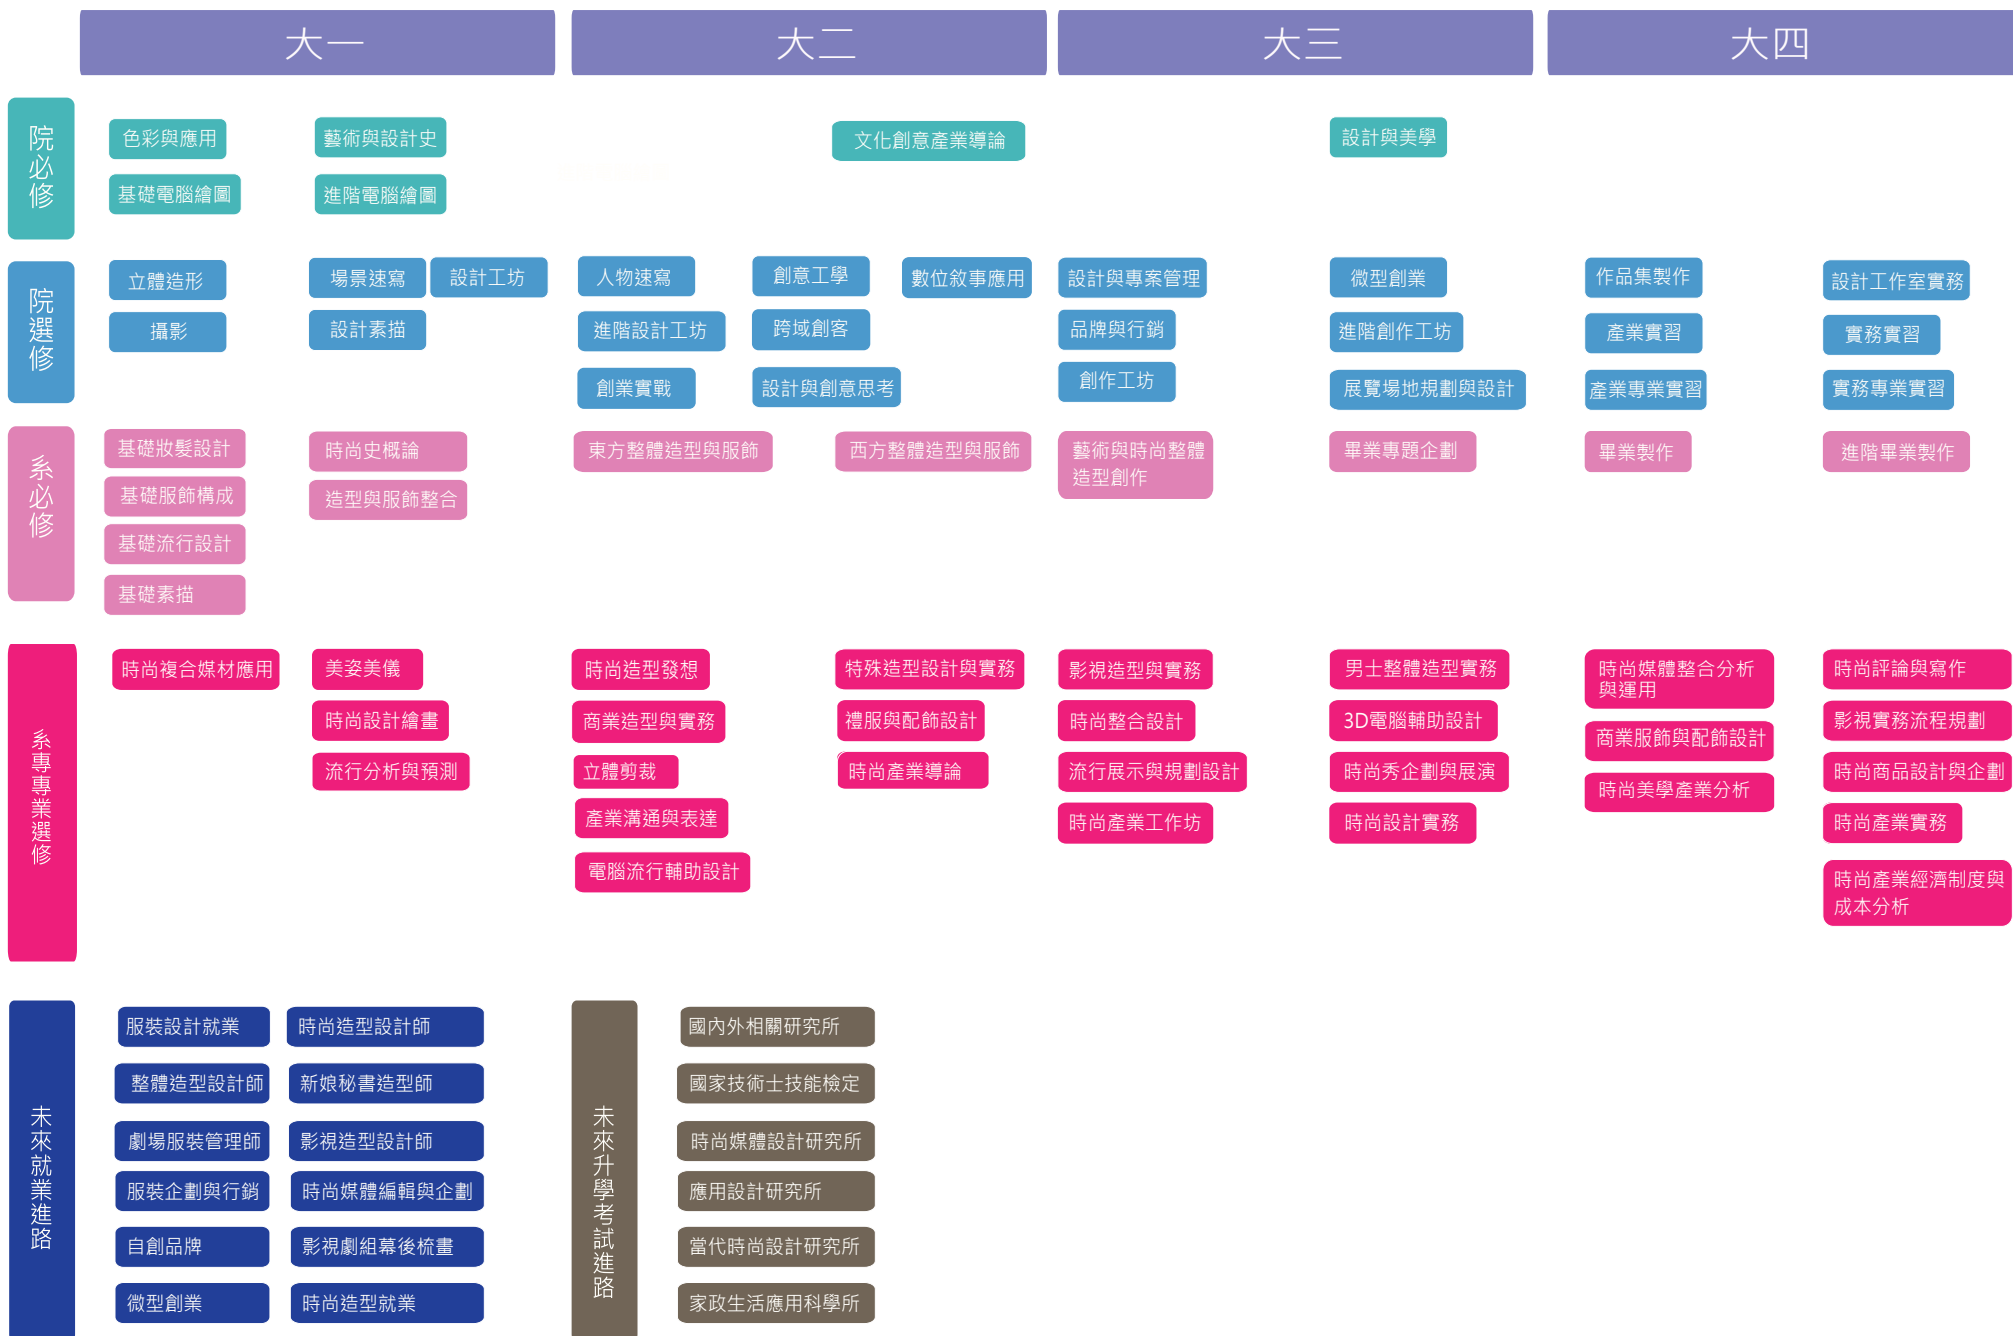 大一
大二
大三
大四
院必修
色彩與應用
藝術與設計史
文化創意產業導論
設計與美學
基礎電腦繪圖
進階電腦繪圖
院選修
立體造形
場景速寫
設計工坊
人物速寫
創意工學
數位敘事應用
設計與專案管理
微型創業
作品集製作
設計工作室實務
攝影
設計素描
進階設計工坊
跨域創客
品牌與行銷
進階創作工坊
產業實習
實務實習
創業實戰
設計與創意思考
創作工坊
展覽場地規劃與設計
產業專業實習
實務專業實習
系必修
基礎妝髮設計
時尚史概論
東方整體造型與服飾
西方整體造型與服飾
藝術與時尚整體
造型創作
畢業專題企劃
畢業製作
進階畢業製作
基礎服飾構成
造型與服飾整合
基礎流行設計
基礎素描
系專專業選修
時尚複合媒材應用
美姿美儀
時尚造型發想
特殊造型設計與實務
影視造型與實務
男士整體造型實務
時尚媒體整合分析
與運用
時尚評論與寫作
時尚設計繪畫
商業造型與實務
禮服與配飾設計
時尚整合設計
3D電腦輔助設計
商業服飾與配飾設計
影視實務流程規劃
流行分析與預測
立體剪裁
時尚產業導論
流行展示與規劃設計
時尚秀企劃與展演
時尚美學產業分析
時尚商品設計與企劃
產業溝通與表達
時尚產業工作坊
時尚設計實務
時尚產業實務
電腦流行輔助設計
時尚產業經濟制度與
成本分析
未來就業進路
服裝設計就業
時尚造型設計師
整體造型設計師
新娘秘書造型師
劇場服裝管理師
影視造型設計師
服裝企劃與行銷
時尚媒體編輯與企劃
自創品牌
影視劇組幕後梳畫
微型創業
時尚造型就業
未來升學考試進路
國內外相關研究所
國家技術士技能檢定
時尚媒體設計研究所
應用設計研究所
當代時尚設計研究所
家政生活應用科學所